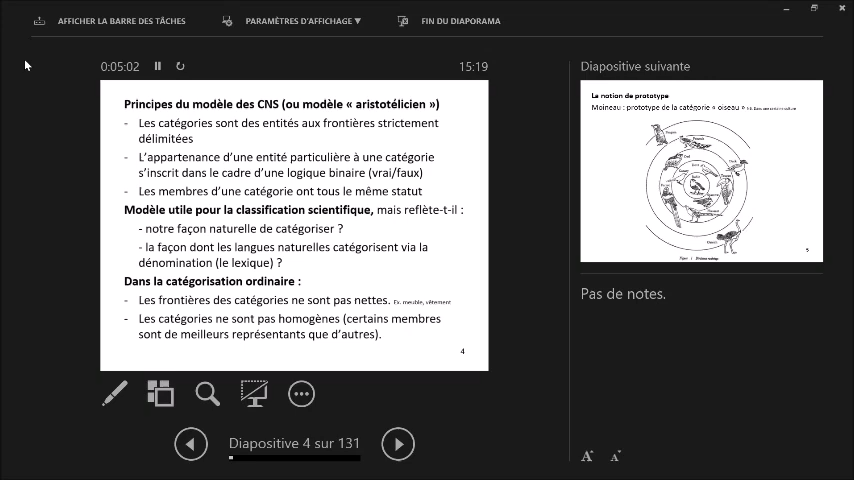 AFFICHER LA BARRE DES TÂCHES
PARAMÈTRES D'AFFICHAGE ▼
FIN DU DIAPORAMA
0:05:02
15:19
Principes du modèle des CNS (ou modèle « aristotélicien »)
- Les catégories sont des entités aux frontières strictement
délimitées
- L'appartenance d'une entité particulière à une catégorie
s'inscrit dans le cadre d'une logique binaire (vrai/faux)
- Les membres d'une catégorie ont tous le même statut
Modèle utile pour la classification scientifique, mais reflète-t-il :
- notre façon naturelle de catégoriser ?
- la façon dont les langues naturelles catégorisent via la
dénomination (le lexique) ?
Dans la catégorisation ordinaire :
- Les frontières des catégories ne sont pas nettes. Ex. meuble, vêtement
- Les catégories ne sont pas homogènes (certains membres
sont de meilleurs représentants que d'autres).
4
Diapositive 4 sur 131
Diapositive suivante
La notion de prototype
Moineau : prototype de la catégorie « oiseau »
5
Pas de notes.
A A